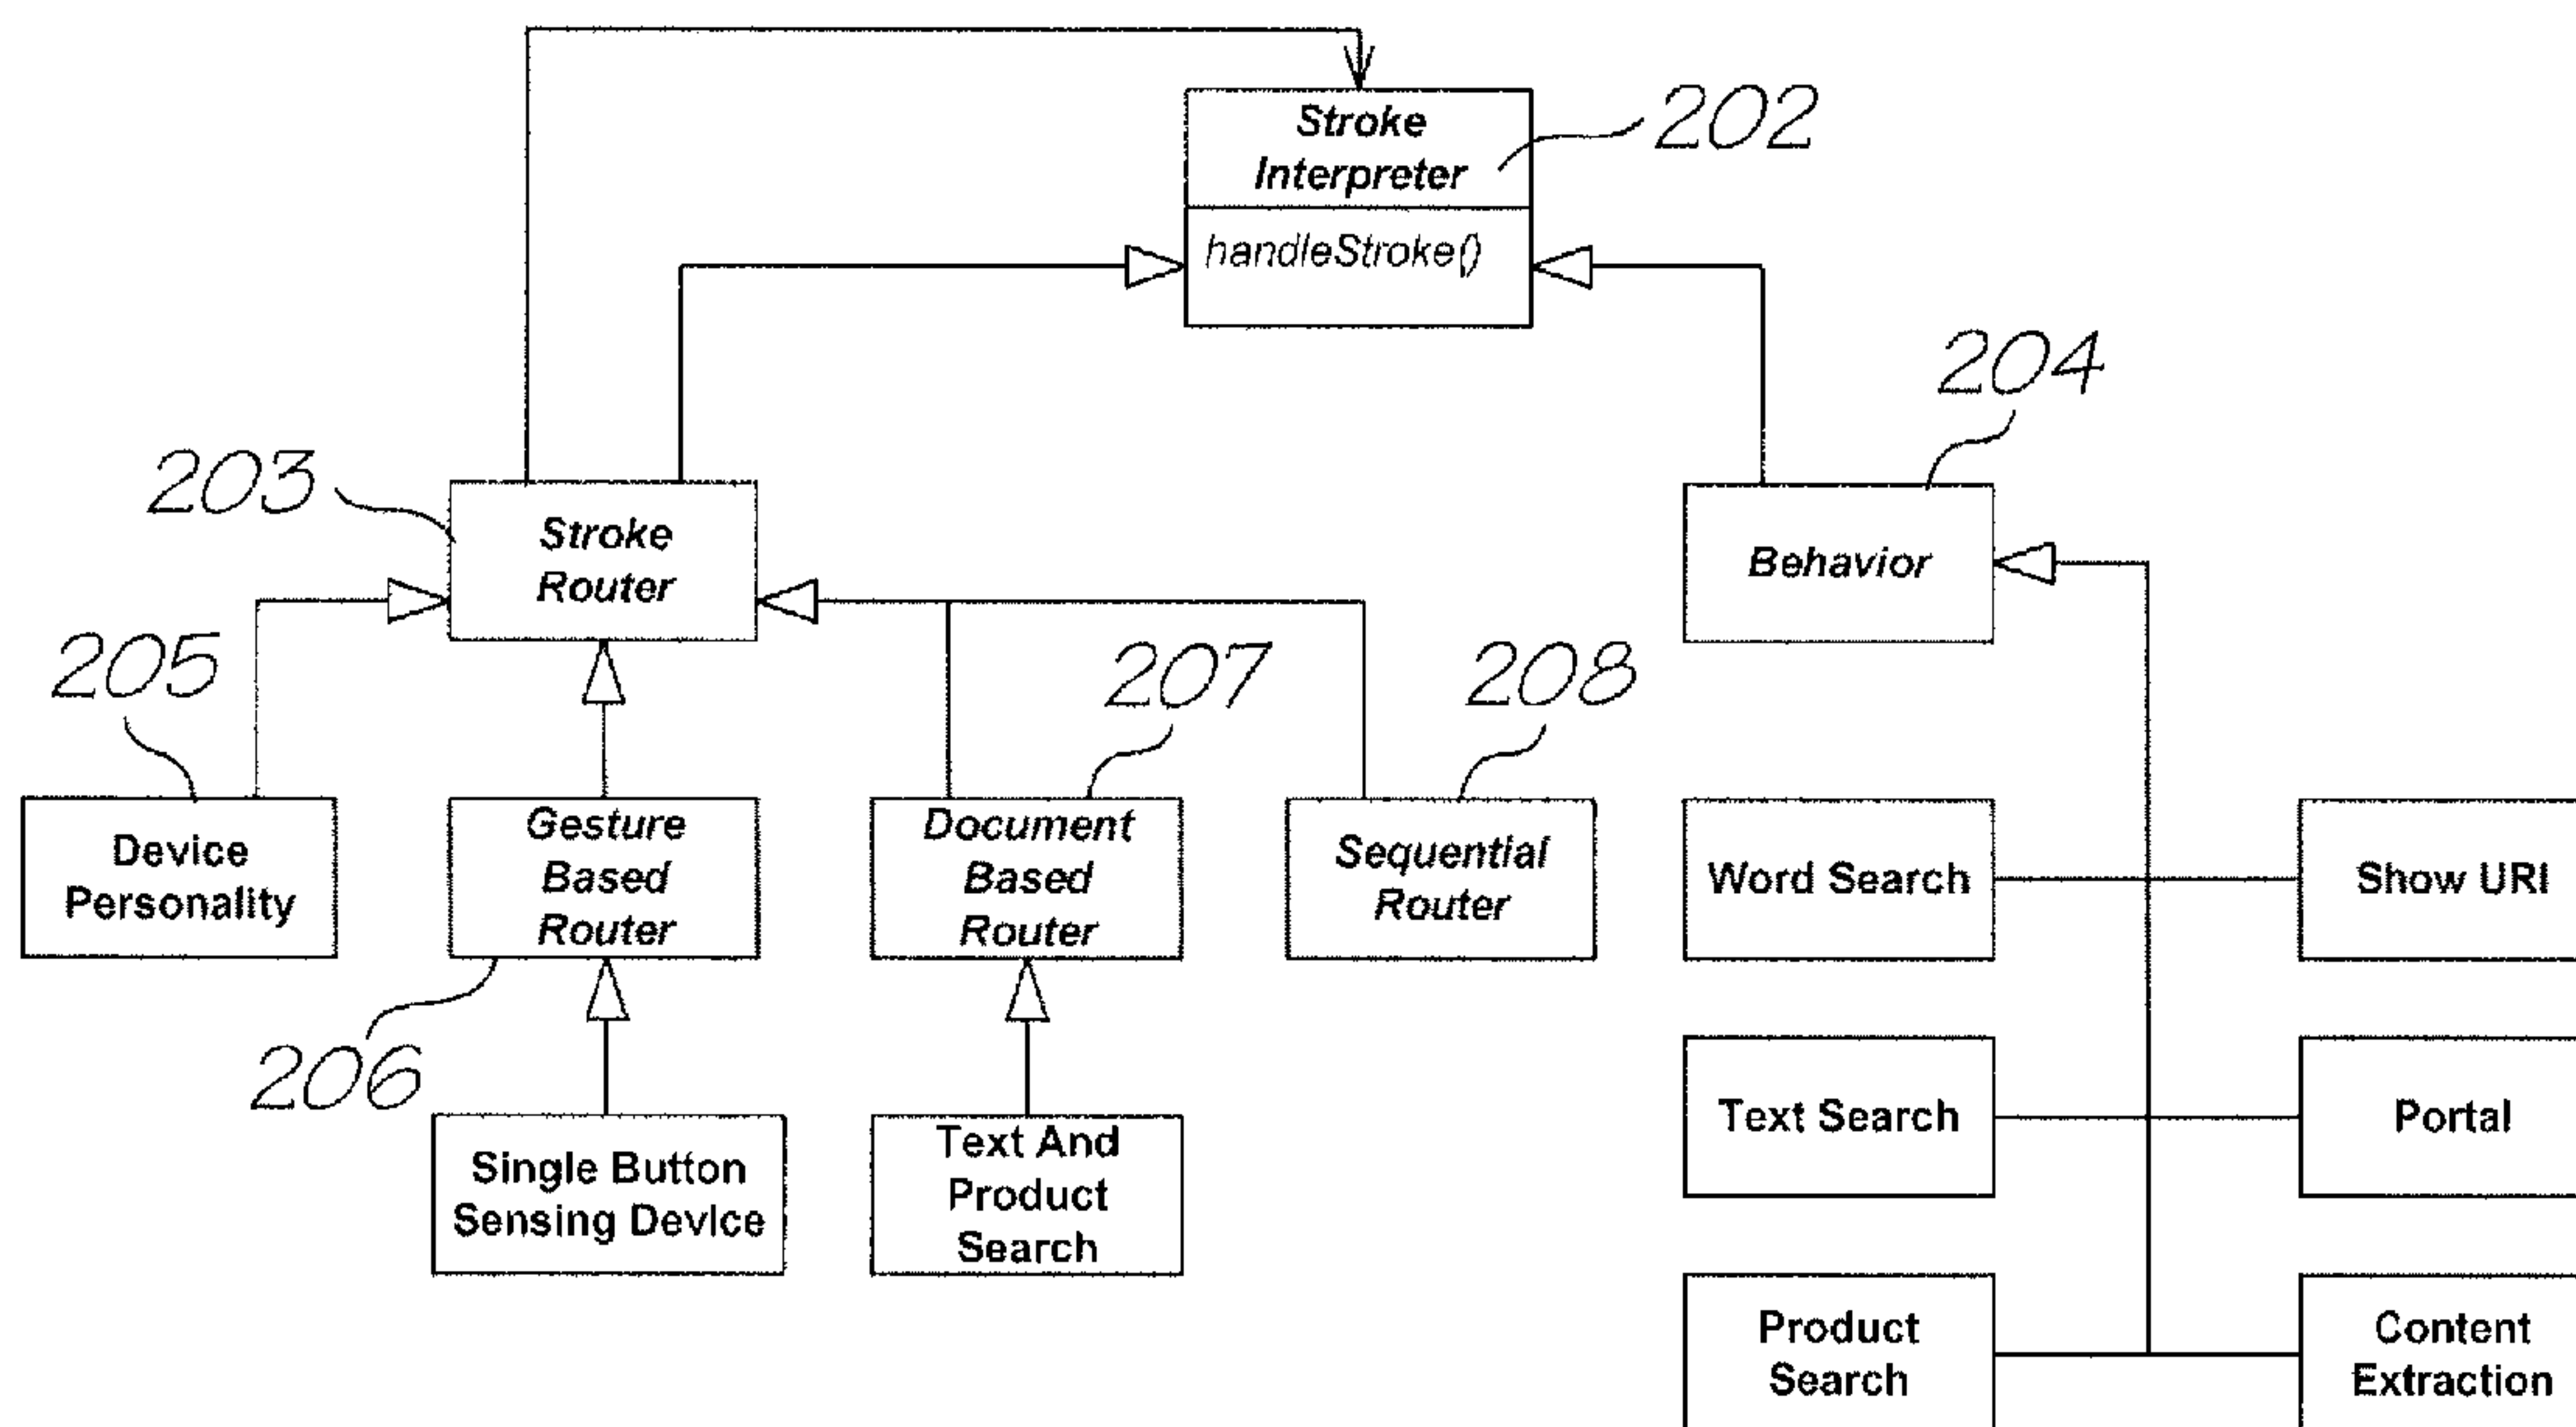 Stroke
Interpreter
202
handleStroke()
204
203
Stroke
Router
Behavior
205
207
208
Device
Personality
Gesture
Based
Router
Document
Based
Router
Sequential
Router
Word Search
Show URI
206
Single Button
Sensing Device
Text And
Product
Search
Text Search
Portal
Product
Search
Content
Extraction